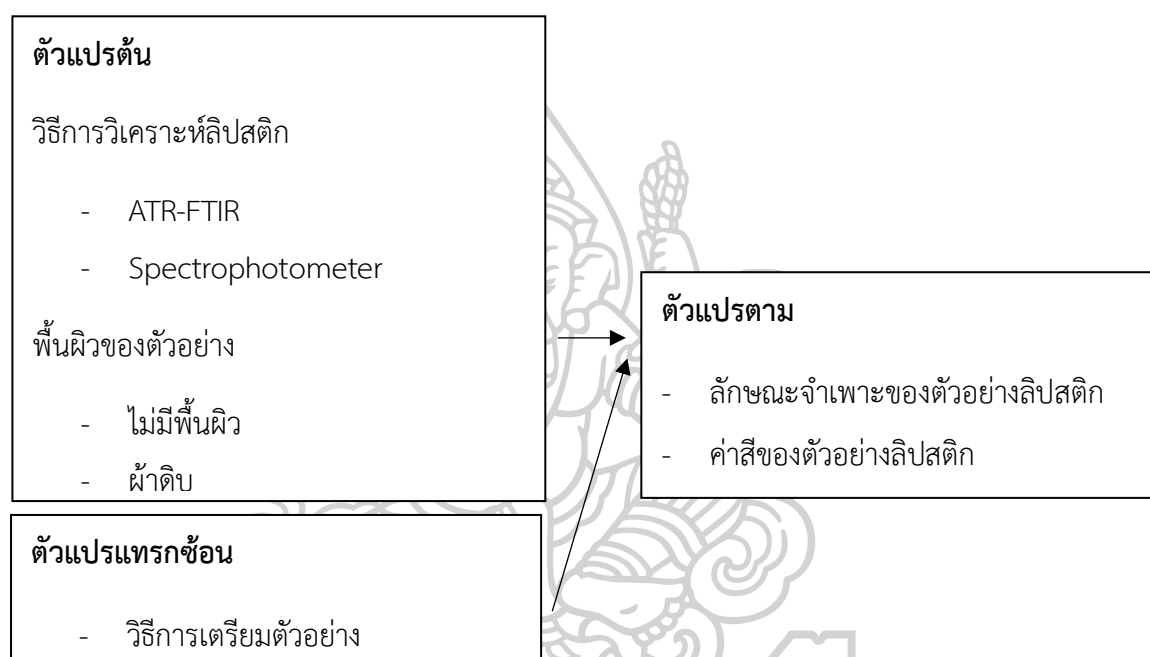 ตัวแปรต้น
วิธีการวิเคราะห์ลิปสติก
- ATR-FTIR
- Spectrophotometer
พื้นผิวของตัวอย่าง
- ไม่มีพื้นผิว
- ผ้าดิบ
ตัวแปรแทรกซ้อน
- วิธีการเตรียมตัวอย่าง
ตัวแปรตาม
- ลักษณะจำเพาะของตัวอย่างลิปสติก
- ค่าสีของตัวอย่างลิปสติก